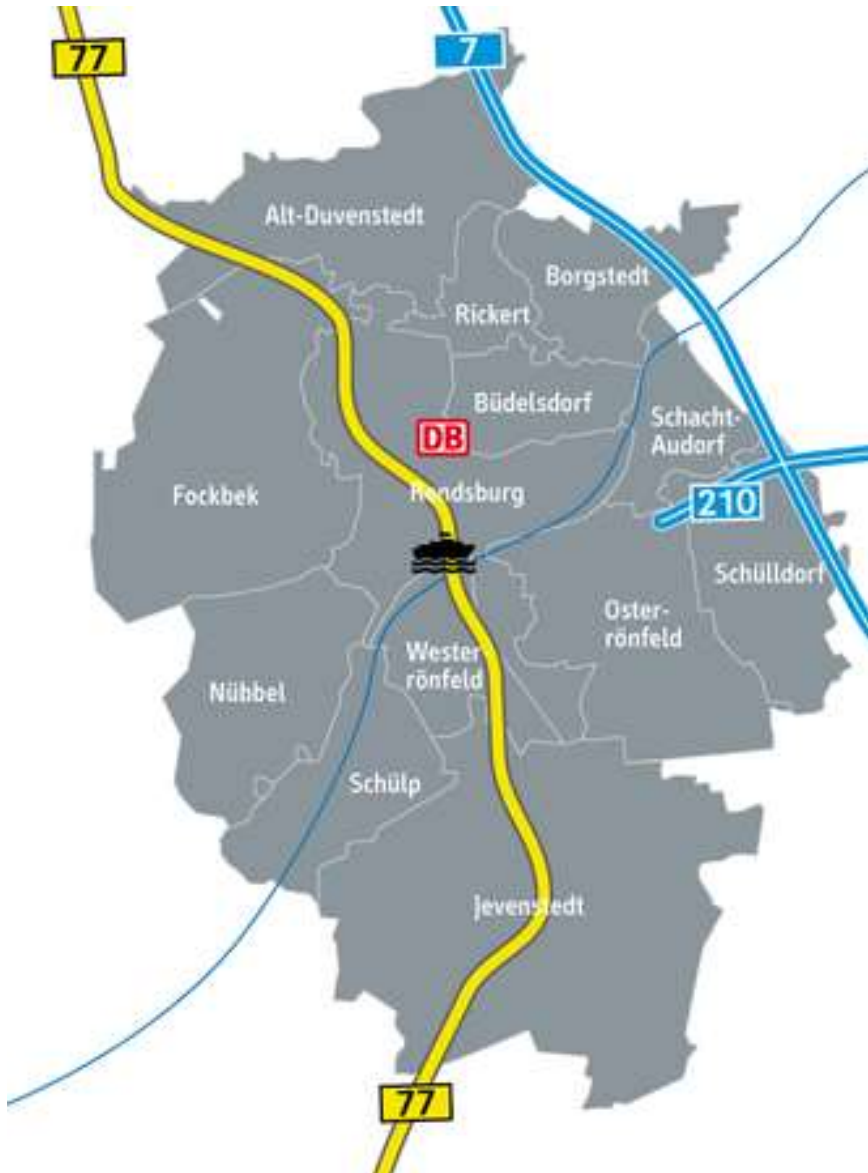 77
7
Alt-Duvenstedt
Borgstedt
Rickert
Büdelsdorf
Schacht-
Audorf
DB
Fockbek
Rendsburg
210
Schülldorf
Oster-
rönfeld
Wester
rönfeld
Nübbel
Schülp
Jevenstedt
77